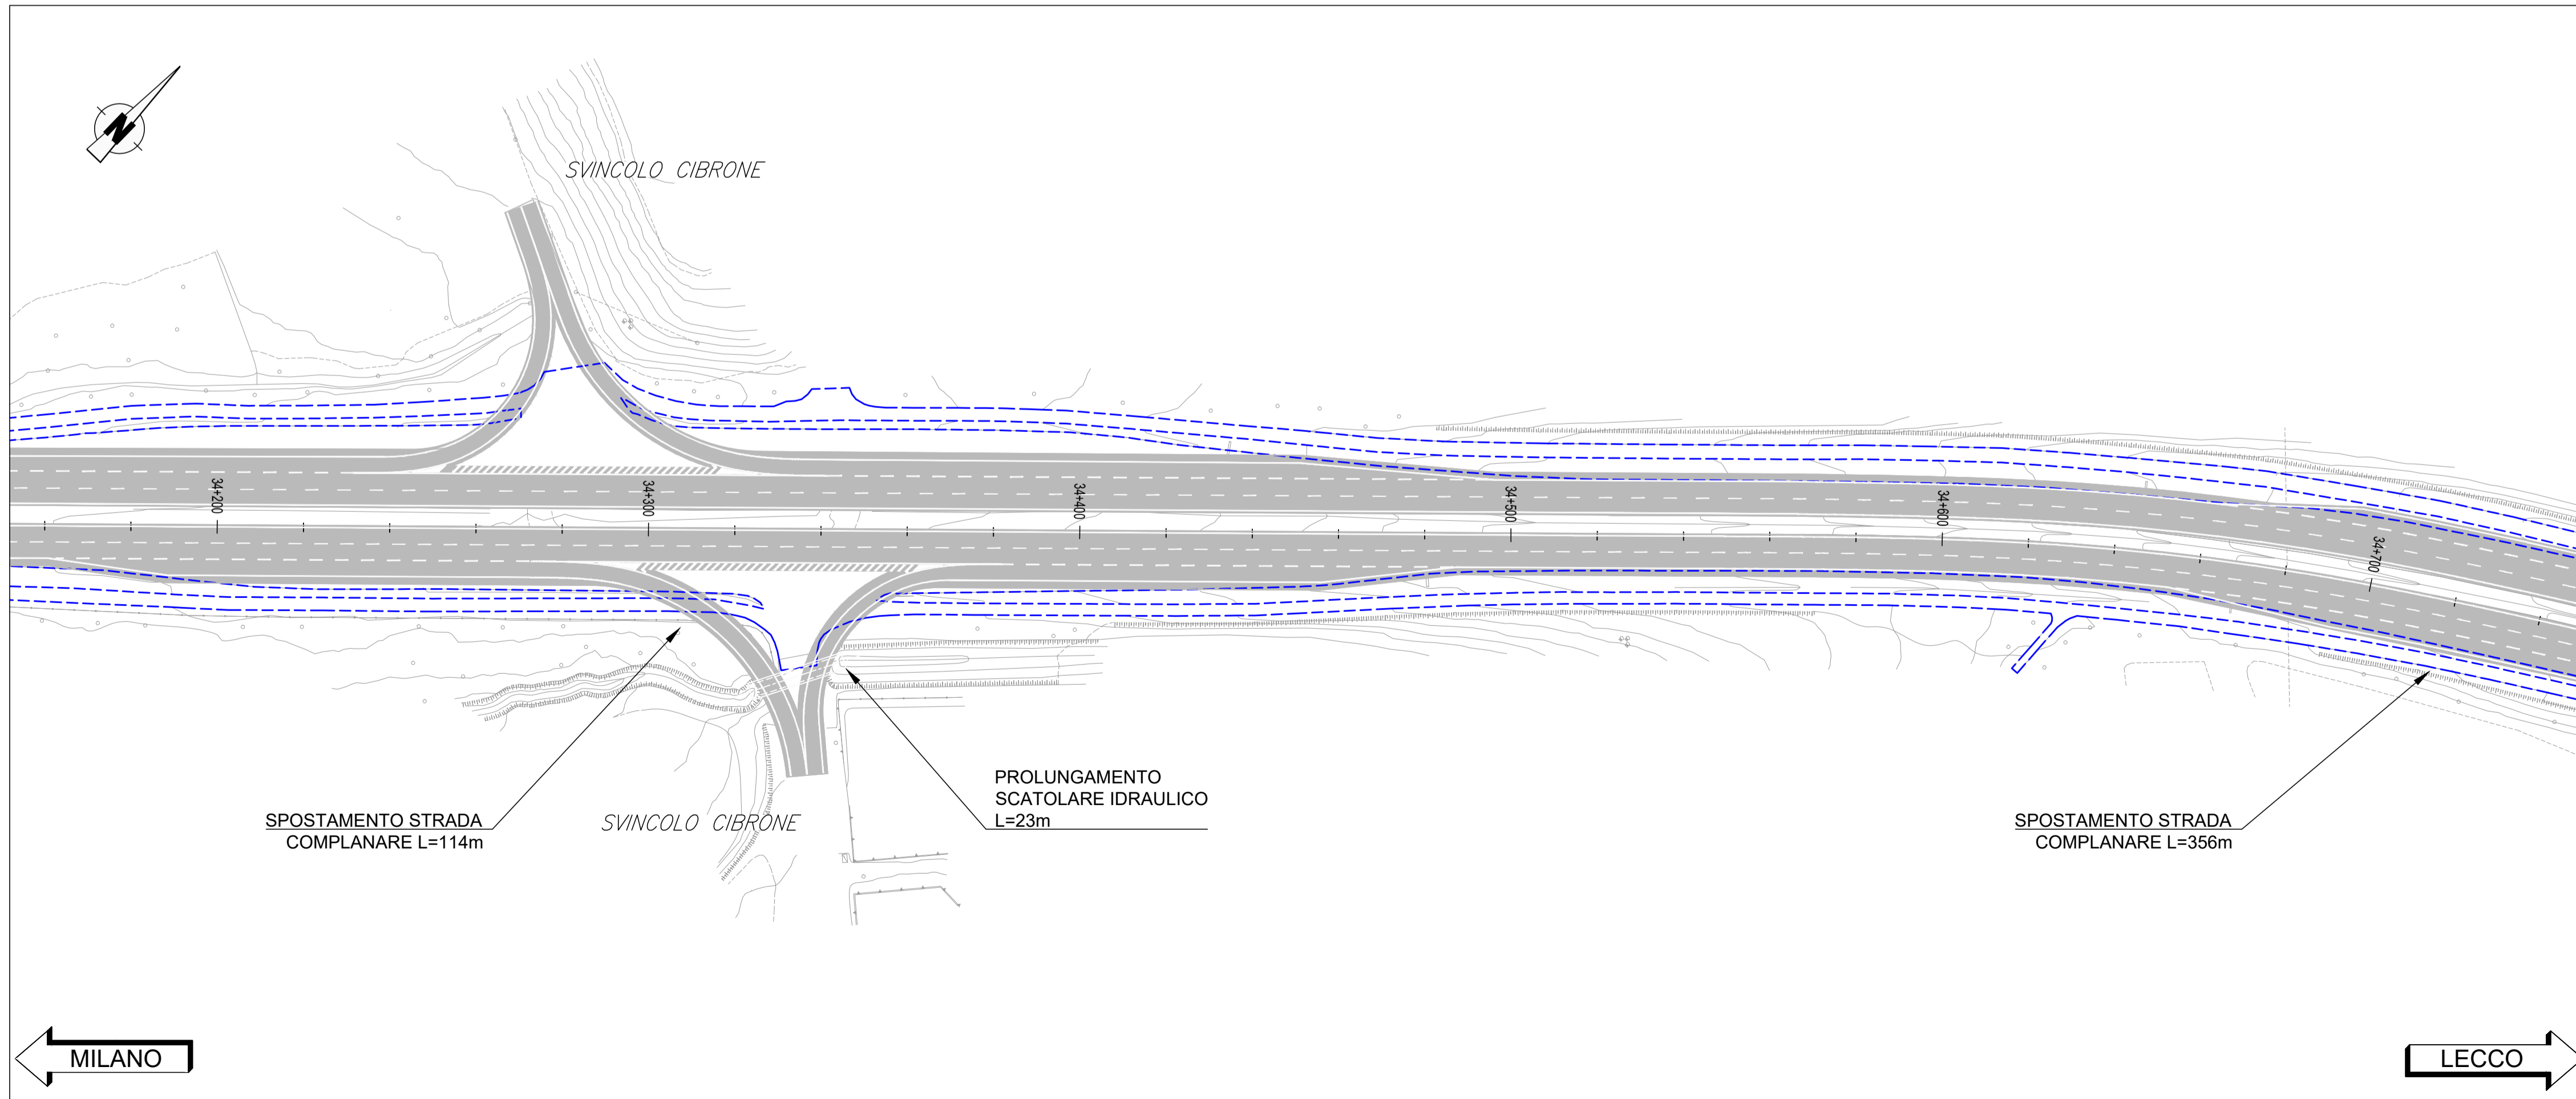 N
SVINCOLO CIBRONE
34+200
34+300
34+400
34+500
34+600
34+700
SPOSTAMENTO STRADA
COMPLANARE L=114m
SVINCOLO CIBRONE
PROLUNGAMENTO
SCATOLARE IDRAULICO
L=23m
SPOSTAMENTO STRADA
COMPLANARE L=356m
MILANO
LECCO